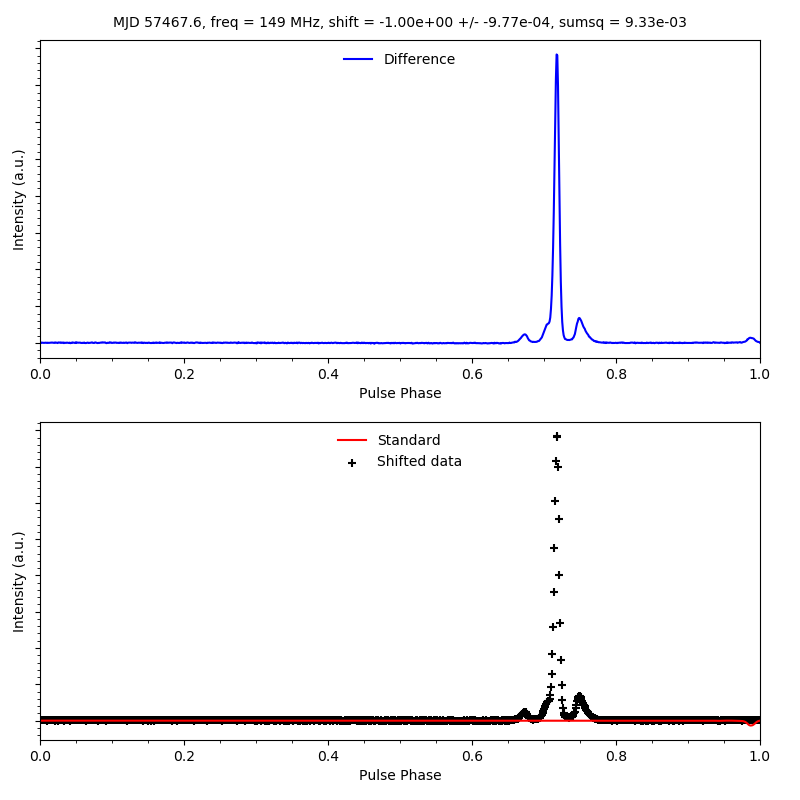 MJD 57467.6, freq = 149 MHz, shift = -1.00e+00 +/- -9.77e-04, sumsq = 9.33e-03
Difference
Intensity (a.u.)
0.0 0.2 0.4 0.6 0.8 1.0
Pulse Phase
Standard
Shifted data
Intensity (a.u.)
0.0 0.2 0.4 0.6 0.8 1.0
Pulse Phase